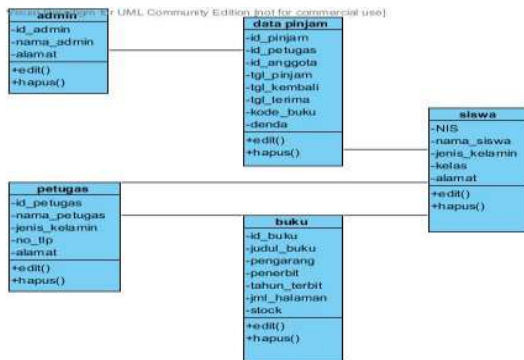 for UML Community Edition [not for commercial use]
admin
-id_admin
-nama_admin
-alamat
+edit()
+hapus()
data pinjam
-id_pinjam
-id_petugas
-id_anggota
-tgl_pinjam
-tgl_kembali
-tgl_terima
-kode_buku
-denda
+edit()
+hapus()
siswa
-NIS
-nama_siswa
-jenis_kelamin
-kelas
-alamat
+edit()
+hapus()
petugas
-id_petugas
-nama_petugas
-jenis_kelamin
-no_tlp
-alamat
+edit()
+hapus()
buku
-id_buku
-judul_buku
-pengarang
-penerbit
-tahun_terbit
-jml_halaman
-stock
+edit()
+hapus()